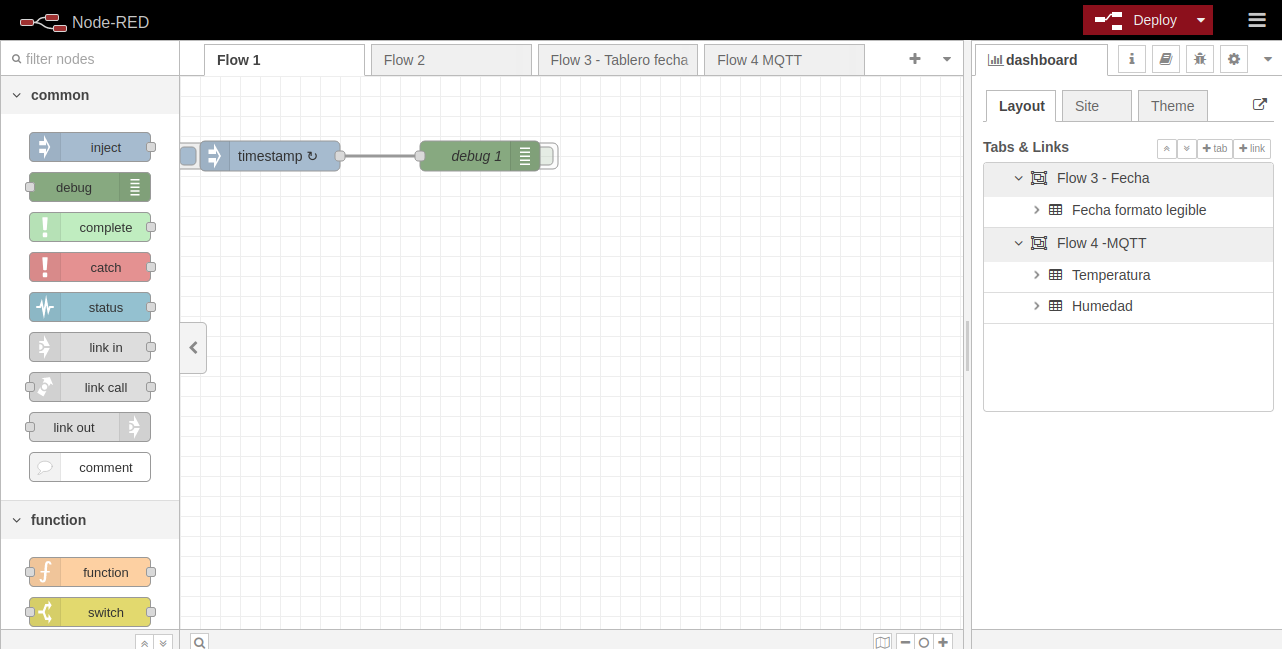 Node-RED
Deploy
filter nodes
Flow 1
Flow 2
Flow 3 - Tablero fecha
Flow 4 MQTT
dashboard
common
inject
debug
complete
catch
status
link in
link call
link out
comment
function
function
switch
timestamp ↻
debug 1
Layout
Site
Theme
Tabs & Links
tab
link
Flow 3 - Fecha
Fecha formato legible
Flow 4 -MQTT
Temperatura
Humedad